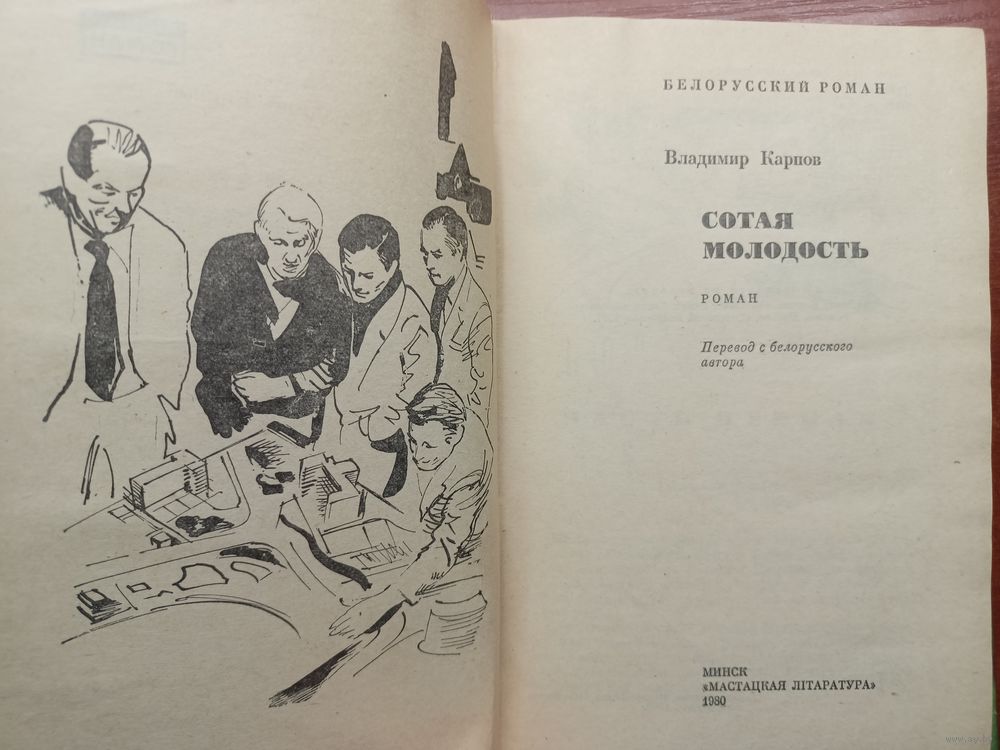 БЕЛОРУССКИЙ РОМАН
Владимир Карпов
СОТАЯ
МОЛОДОСТЬ
РОМАН
Перевод с белорусского
автора
МИНСК
«МАСТАЦКАЯ ЛІТАРАТУРА»
1980